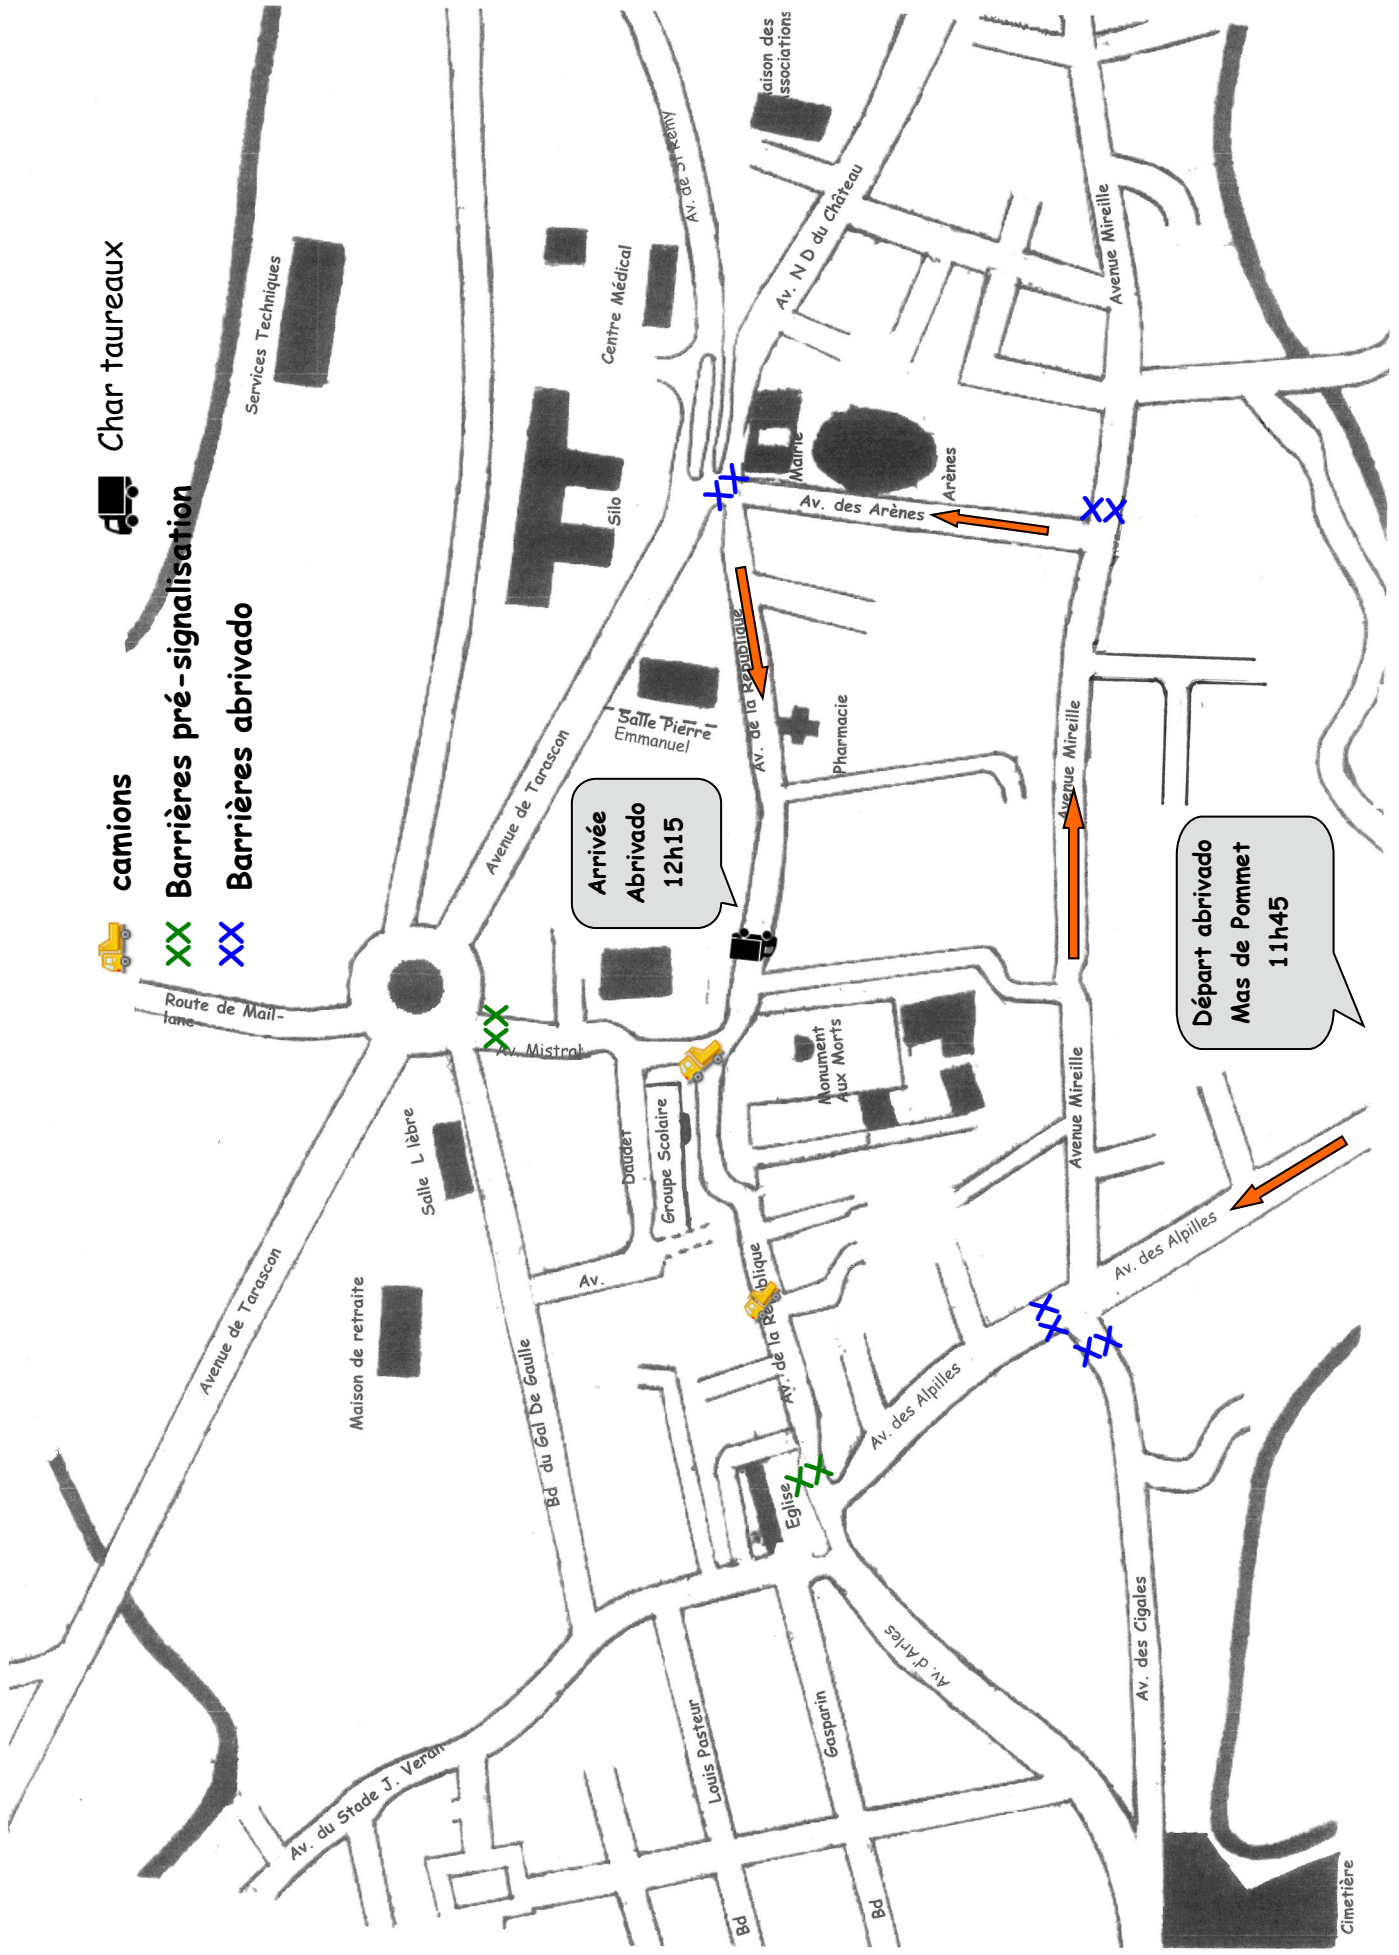 camions
Barrières pré-signalisation
Barrières abrivado
Char taureaux
Services Techniques
Route de Mail-
lane
Avenue de Tarascon
Avenue de Tarascon
Centre Médical
Silo
Av. de St Rémy
aison des
ssociations
Av. N D du Château
Mairie
Arènes
Av. des Arènes
Avenue Mireille
Salle Pierre
Emmanuel
Av. de la République
Pharmacie
Arrivée
Abrivado
12h15
Avenue Mireille
Départ abrivado
Mas de Pommet
11h45
Av. Mistral
Salle L lèbre
Daudet
Groupe Scolaire
Monument
Aux Morts
Avenue Mireille
Av.
Av. des Alpilles
Maison de retraite
Bd du Gal De Gaulle
Av. de la République
Av. des Alpilles
Eglise
Av. d'Arles
Av. des Cigales
Av. du Stade J. Veran
Louis Pasteur
Gasparin
Bd
Bd
Cimetière